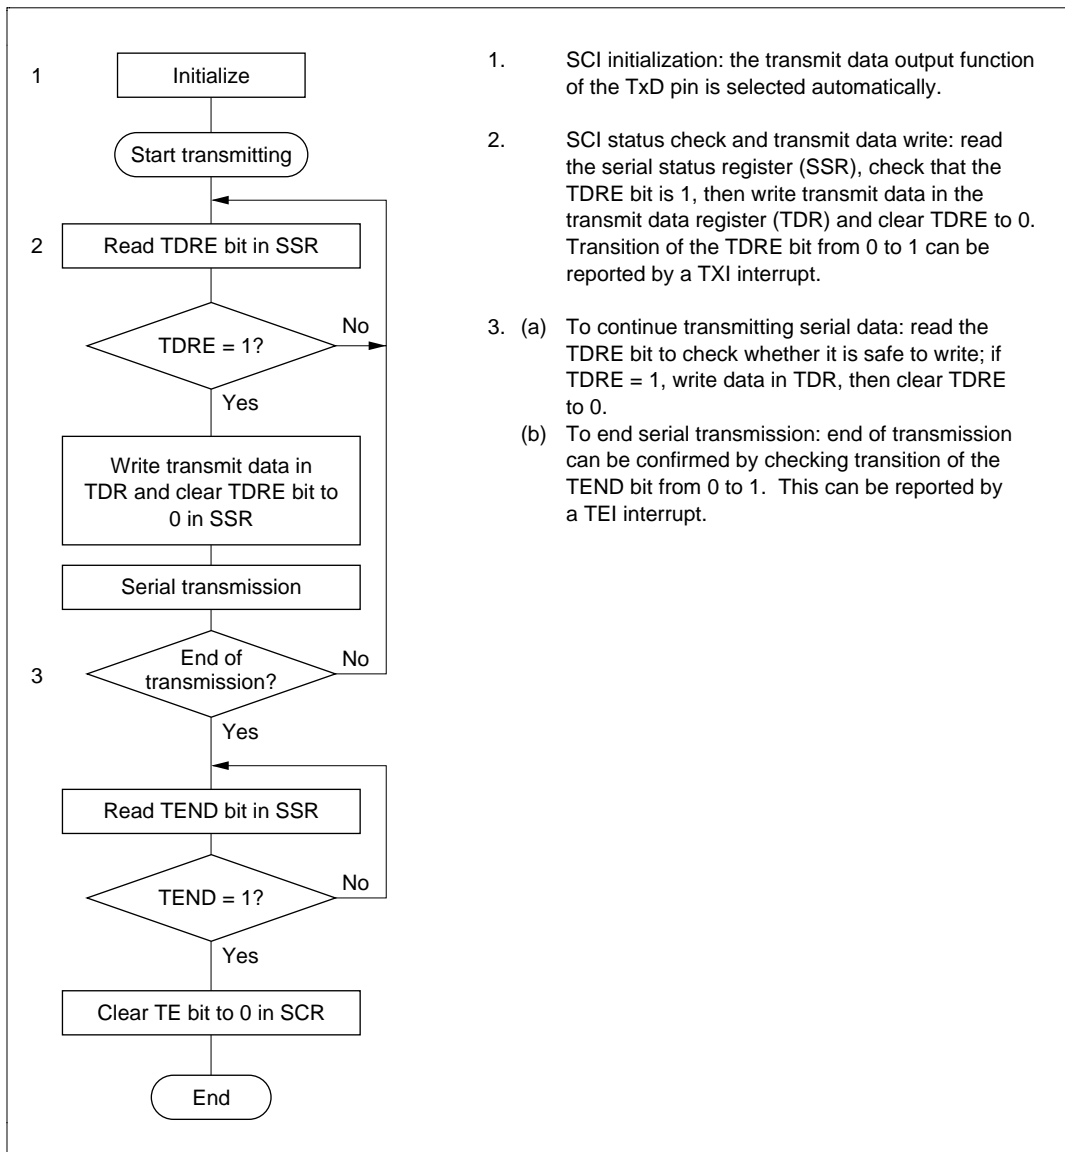 1
Initialize
Start transmitting
2
Read TDRE bit in SSR
TDRE = 1?
No
Yes
Write transmit data in
TDR and clear TDRE bit to
0 in SSR
Serial transmission
3
End of
transmission?
No
Yes
Read TEND bit in SSR
TEND = 1?
No
Yes
Clear TE bit to 0 in SCR
End
1. SCI initialization: the transmit data output function
of the TxD pin is selected automatically.
2. SCI status check and transmit data write: read
the serial status register (SSR), check that the
TDRE bit is 1, then write transmit data in the
transmit data register (TDR) and clear TDRE to 0.
Transition of the TDRE bit from 0 to 1 can be
reported by a TXI interrupt.
3. (a) To continue transmitting serial data: read the
TDRE bit to check whether it is safe to write; if
TDRE = 1, write data in TDR, then clear TDRE
to 0.
(b) To end serial transmission: end of transmission
can be confirmed by checking transition of the
TEND bit from 0 to 1. This can be reported by
a TEI interrupt.